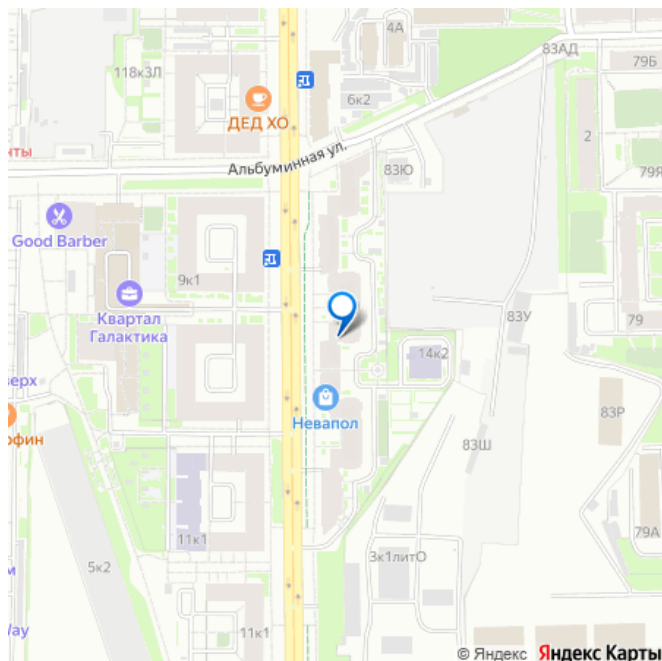 4А
83АД
79Б
118к3Л
6к2
ДЕД ХО
2
нты
Альбуминная ул.
83Ю
79Я
Good Barber
9к1
Квартал
Галактика
83У
79
14к2
верх
Невапол
83Р
офин
83Ш
11к1
79А
5к2
3к1литО
м
11к1
Way
© Яндекс Яндекс Карты